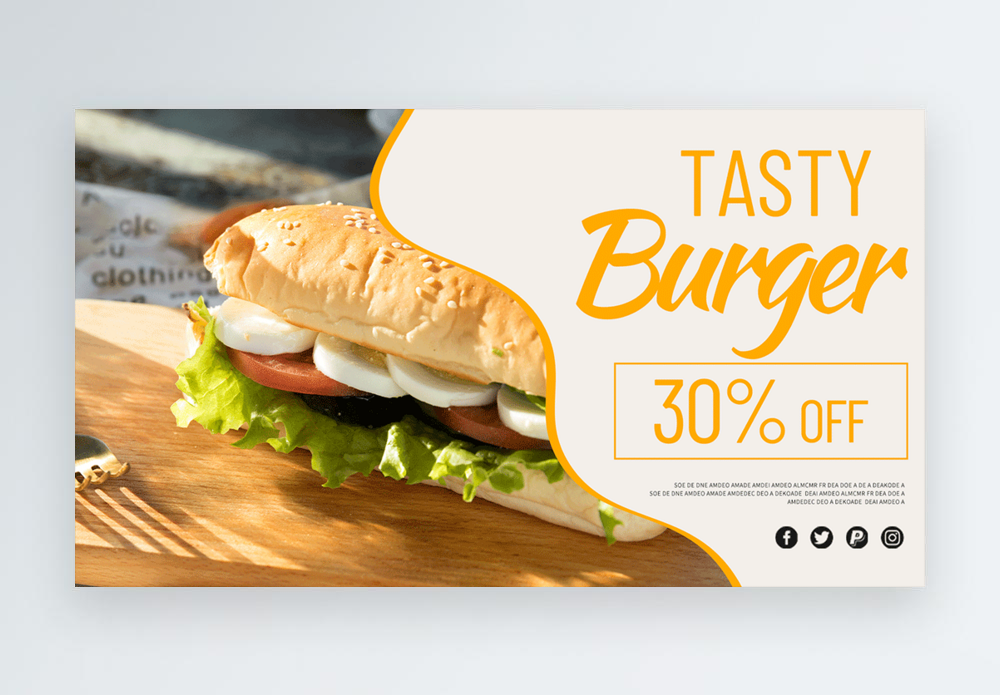 TASTY
Burger
30% OFF
SOE DE DNE AMDEO AMADE AMDEI AMDEO ALMCMR FR DEA DOE A DE A DEAKODE A
SOE DE DNE AMDEO AMADE AMDEDEC DEO A DEKOADE DEAI AMDEO ALMCMR FR DEA DOE A
AMDEDEC DEO A DEKOADE DEAI AMDEO A
clothing